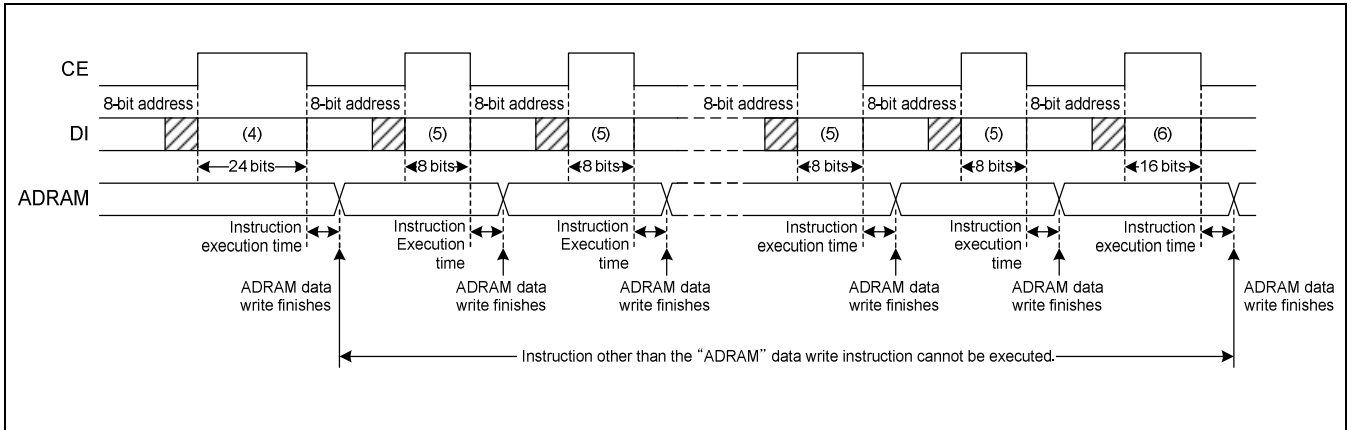 CE
8-bit address 8-bit address 8-bit address 8-bit address 8-bit address 8-bit address
DI (4) (5) (5) (5) (5) (6)
24 bits 8 bits 8 bits 8 bits 8 bits 16 bits
ADRAM
Instruction execution time
Instruction Execution time
Instruction Execution time
Instruction execution time
Instruction execution time
Instruction execution time
ADRAM data write finishes
ADRAM data write finishes
ADRAM data write finishes
ADRAM data write finishes
ADRAM data write finishes
ADRAM data write finishes
Instruction other than the “ADRAM” data write instruction cannot be executed.